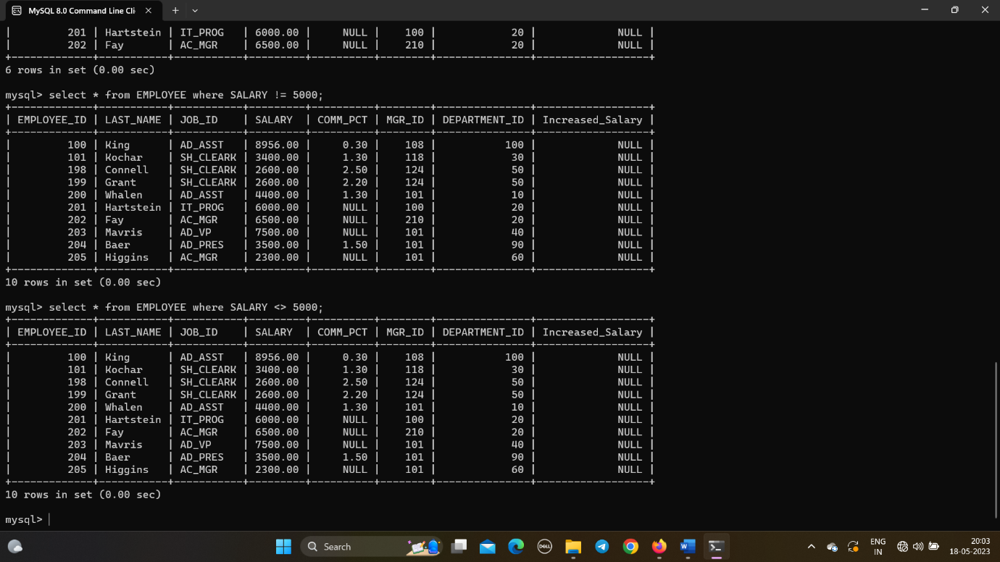 MySQL 8.0 Command Line Cli
|         201 | Hartstein | IT_PROG   | 6000.00 |     NULL |    100 |            20 |             NULL |
|         202 | Fay       | AC_MGR    | 6500.00 |     NULL |    210 |            20 |             NULL |
+-------------+-----------+-----------+---------+----------+--------+---------------+------------------+
6 rows in set (0.00 sec)
mysql> select * from EMPLOYEE where SALARY != 5000;
+-------------+-----------+-----------+---------+----------+--------+---------------+------------------+
| EMPLOYEE_ID | LAST_NAME | JOB_ID    | SALARY  | COMM_PCT | MGR_ID | DEPARTMENT_ID | Increased_Salary |
+-------------+-----------+-----------+---------+----------+--------+---------------+------------------+
|         100 | King      | AD_ASST   | 8956.00 |     0.30 |    108 |           100 |             NULL |
|         101 | Kochar    | SH_CLEARK | 3400.00 |     1.30 |    118 |            30 |             NULL |
|         198 | Connell   | SH_CLEARK | 2600.00 |     2.50 |    124 |            50 |             NULL |
|         199 | Grant     | SH_CLEARK | 2600.00 |     2.20 |    124 |            50 |             NULL |
|         200 | Whalen    | AD_ASST   | 4400.00 |     1.30 |    101 |            10 |             NULL |
|         201 | Hartstein | IT_PROG   | 6000.00 |     NULL |    100 |            20 |             NULL |
|         202 | Fay       | AC_MGR    | 6500.00 |     NULL |    210 |            20 |             NULL |
|         203 | Mavris    | AD_VP     | 7500.00 |     NULL |    101 |            40 |             NULL |
|         204 | Baer      | AD_PRES   | 3500.00 |     1.50 |    101 |            90 |             NULL |
|         205 | Higgins   | AC_MGR    | 2300.00 |     NULL |    101 |            60 |             NULL |
+-------------+-----------+-----------+---------+----------+--------+---------------+------------------+
10 rows in set (0.00 sec)
mysql> select * from EMPLOYEE where SALARY <> 5000;
+-------------+-----------+-----------+---------+----------+--------+---------------+------------------+
| EMPLOYEE_ID | LAST_NAME | JOB_ID    | SALARY  | COMM_PCT | MGR_ID | DEPARTMENT_ID | Increased_Salary |
+-------------+-----------+-----------+---------+----------+--------+---------------+------------------+
|         100 | King      | AD_ASST   | 8956.00 |     0.30 |    108 |           100 |             NULL |
|         101 | Kochar    | SH_CLEARK | 3400.00 |     1.30 |    118 |            30 |             NULL |
|         198 | Connell   | SH_CLEARK | 2600.00 |     2.50 |    124 |            50 |             NULL |
|         199 | Grant     | SH_CLEARK | 2600.00 |     2.20 |    124 |            50 |             NULL |
|         200 | Whalen    | AD_ASST   | 4400.00 |     1.30 |    101 |            10 |             NULL |
|         201 | Hartstein | IT_PROG   | 6000.00 |     NULL |    100 |            20 |             NULL |
|         202 | Fay       | AC_MGR    | 6500.00 |     NULL |    210 |            20 |             NULL |
|         203 | Mavris    | AD_VP     | 7500.00 |     NULL |    101 |            40 |             NULL |
|         204 | Baer      | AD_PRES   | 3500.00 |     1.50 |    101 |            90 |             NULL |
|         205 | Higgins   | AC_MGR    | 2300.00 |     NULL |    101 |            60 |             NULL |
+-------------+-----------+-----------+---------+----------+--------+---------------+------------------+
10 rows in set (0.00 sec)
mysql>
Search
DELL
ENG
IN
20:03
18-05-2023